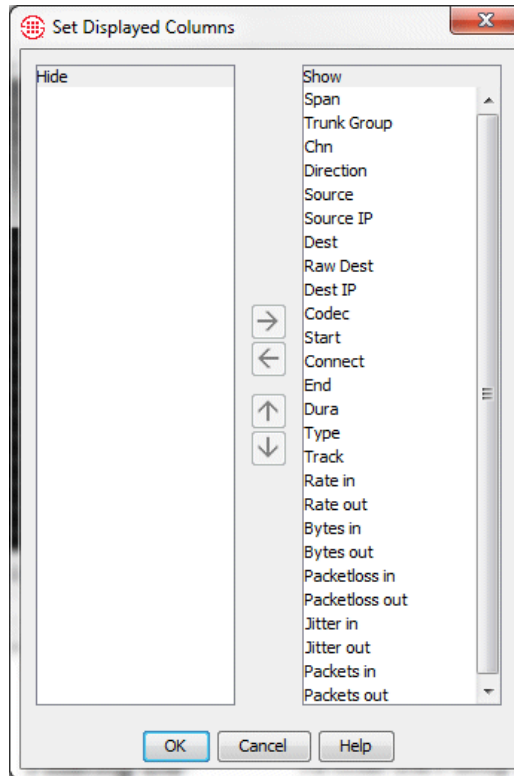 Set Displayed Columns
Hide
Show
Span
Trunk Group
Chn
Direction
Source
Source IP
Dest
Raw Dest
Dest IP
Codec
Start
Connect
End
Dura
Type
Track
Rate in
Rate out
Bytes in
Bytes out
Packetloss in
Packetloss out
Jitter in
Jitter out
Packets in
Packets out
OK Cancel Help